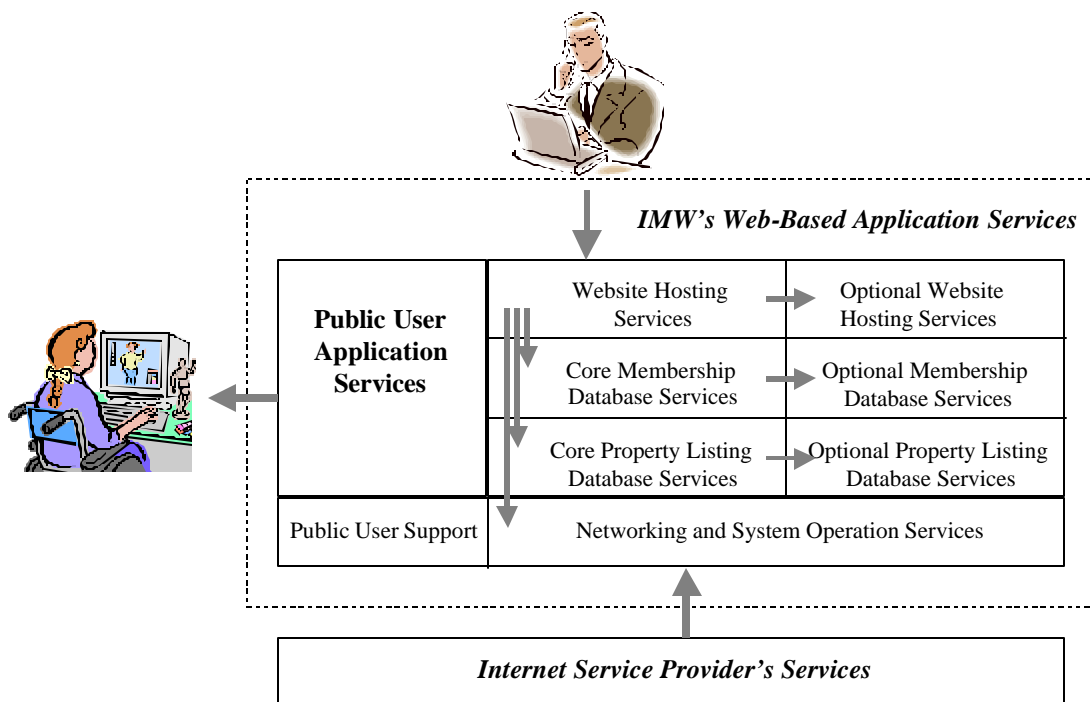 IMW's Web-Based Application Services
Public User
Application
Services
Website Hosting
Services
Optional Website
Hosting Services
Core Membership
Database Services
Optional Membership
Database Services
Core Property Listing
Database Services
Optional Property Listing
Database Services
Public User Support
Networking and System Operation Services
Internet Service Provider's Services